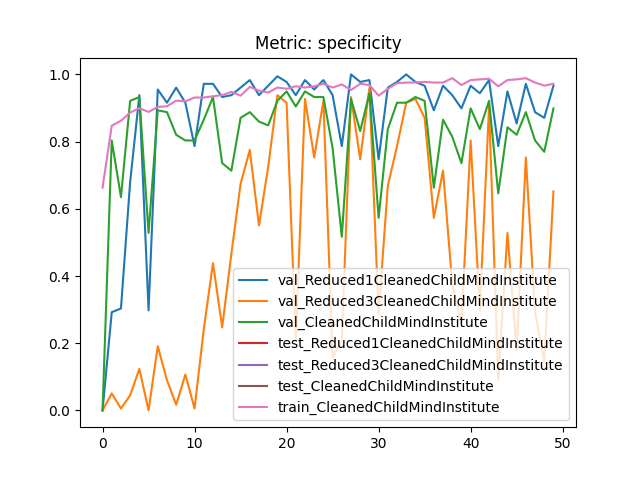 Metric: specificity
1.0
0.8
0.6
0.4
0.2
0.0
0
10
20
30
40
50
val_Reduced1CleanedChildMindInstitute
val_Reduced3CleanedChildMindInstitute
val_CleanedChildMindInstitute
test_Reduced1CleanedChildMindInstitute
test_Reduced3CleanedChildMindInstitute
test_CleanedChildMindInstitute
train_CleanedChildMindInstitute